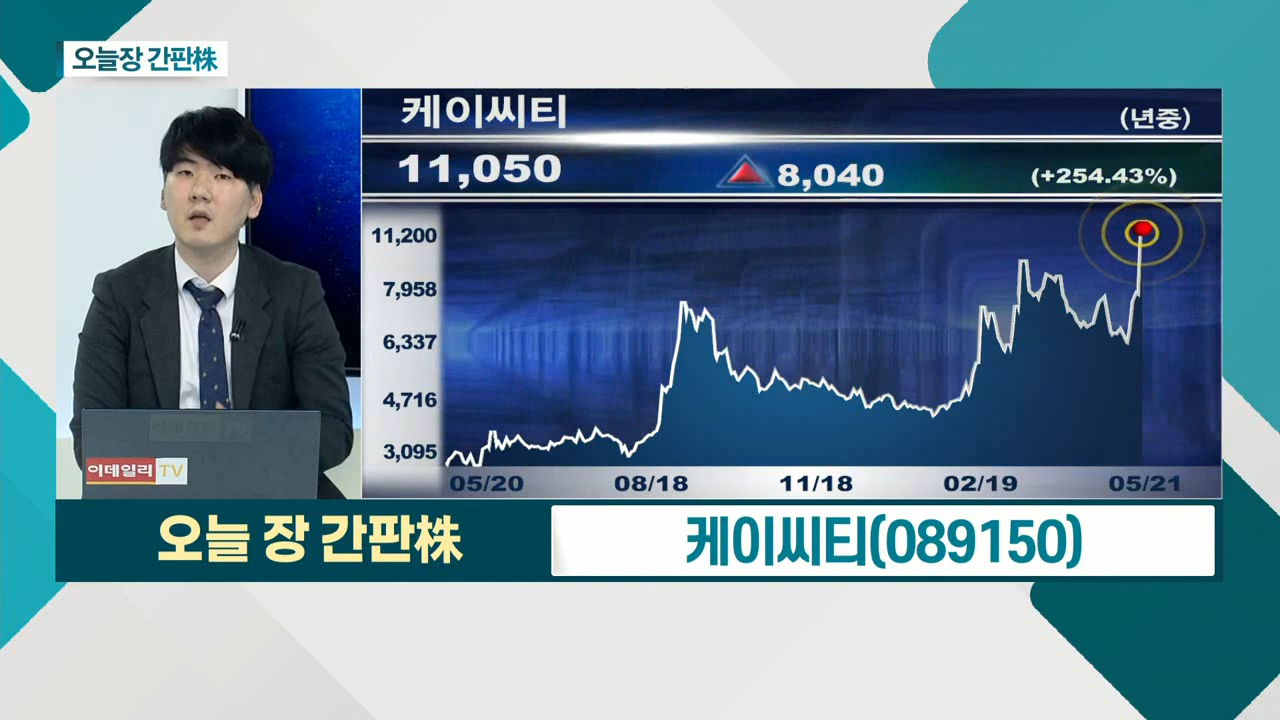 오늘장 간판株
케이씨티
(년중)
11,050
8,040
(+254.43%)
11,200
7,958
6,337
4,716
3,095
05/20
08/18
11/18
02/19
05/21
이데일리 TV
오늘 장 간판株
케이씨티(089150)